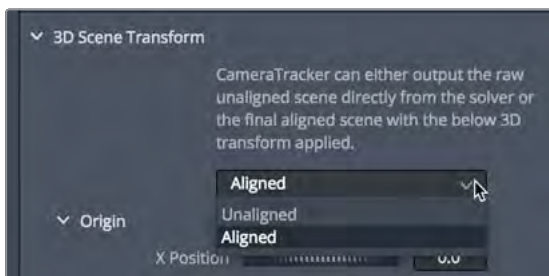 3D Scene Transform
CameraTracker can either output the raw
unaligned scene directly from the solver or
the final aligned scene with the below 3D
transform applied.
Aligned
Unaligned
Origin
Aligned
X Position
0.0